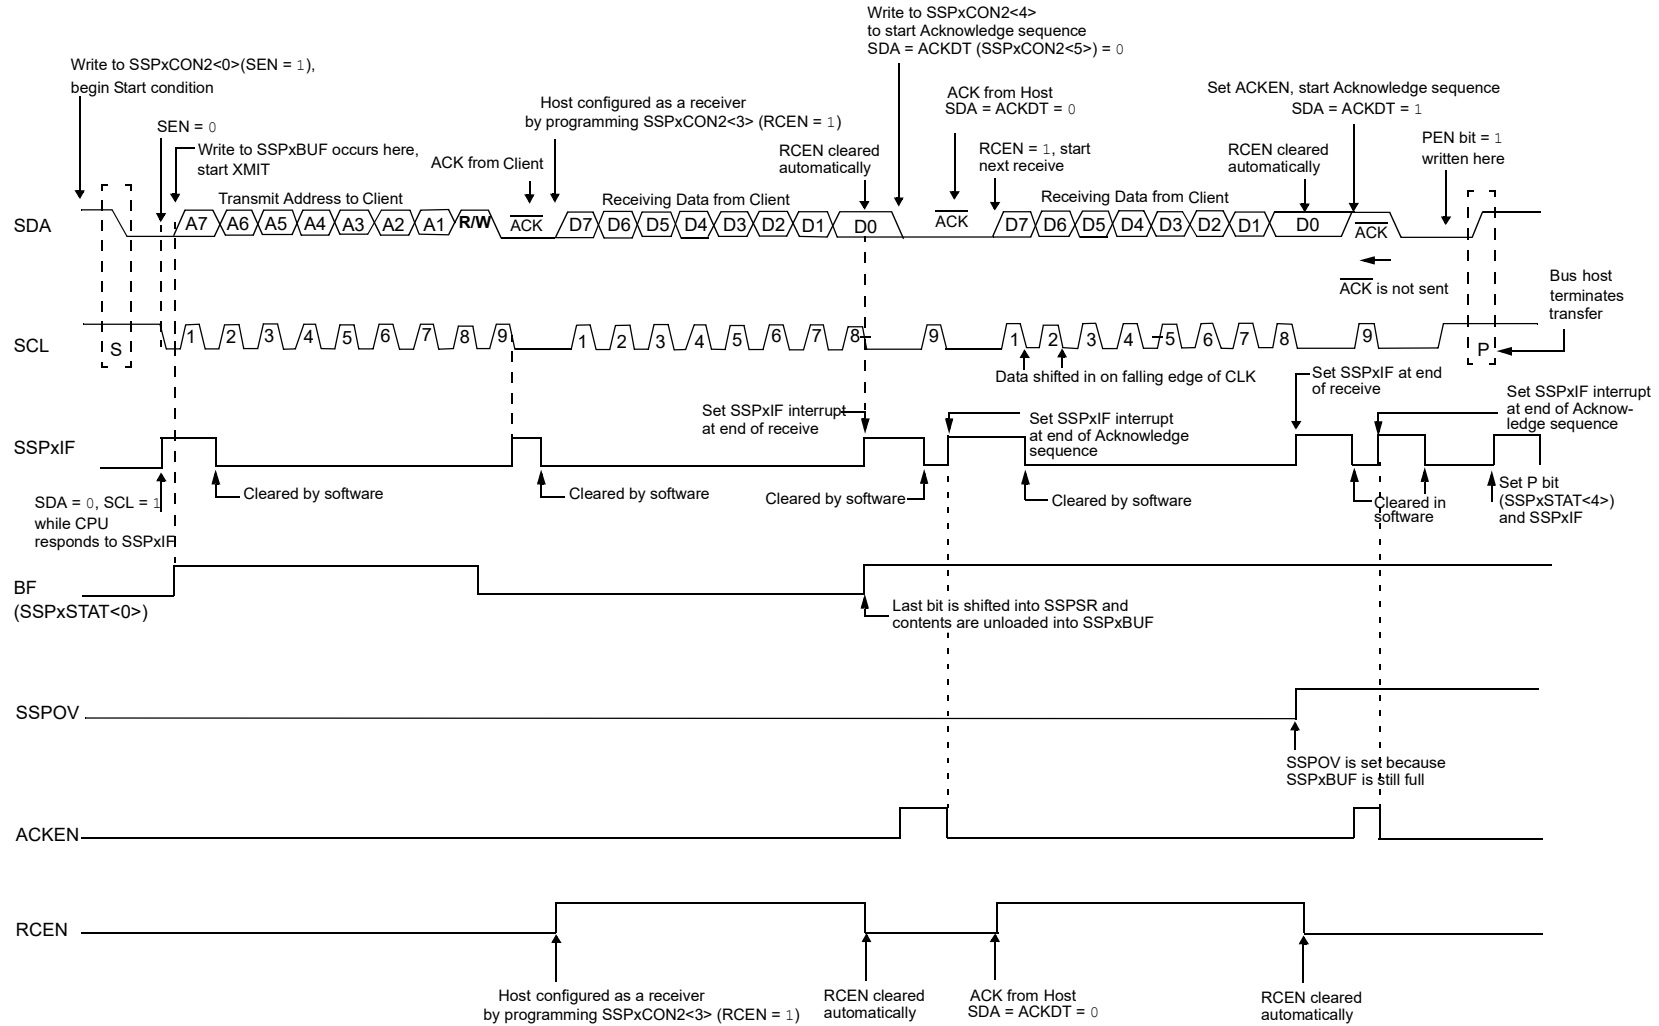 Write to SSPxCON2<4>
to start Acknowledge sequence
SDA = ACKDT (SSPxCON2<5>) = 0
Write to SSPxCON2<0>(SEN = 1),
begin Start condition
ACK from Host
SDA = ACKDT = 0
Set ACKEN, start Acknowledge sequence
SDA = ACKDT = 1
Host configured as a receiver
by programming SSPxCON2<3> (RCEN = 1)
SEN = 0
PEN bit = 1
written here
Write to SSPxBUF occurs here,
start XMIT
ACK from Client
RCEN cleared
automatically
RCEN = 1, start
next receive
RCEN cleared
automatically
Transmit Address to Client
Receiving Data from Client
Receiving Data from Client
SDA
A7 A6 A5 A4 A3 A2 A1 R/W ACK D7 D6 D5 D4 D3 D2 D1 D0 ACK D7 D6 D5 D4 D3 D2 D1 D0 ACK
ACK is not sent
Bus host
terminates
transfer
SCL
S 1 2 3 4 5 6 7 8 9 1 2 3 4 5 6 7 8 9 1 2 3 4 5 6 7 8 9 P
Data shifted in on falling edge of CLK
Set SSPxIF at end
of receive
Set SSPxIF interrupt
at end of receive
Set SSPxIF interrupt
at end of Acknowledge
sequence
Set SSPxIF interrupt
at end of Acknow-
ledge sequence
SSPxIF
Cleared by software
Cleared by software
Cleared by software
Cleared by software
Cleared in
software
Set P bit
(SSPxSTAT<4>)
and SSPxIF
SDA = 0, SCL = 1
while CPU
responds to SSPxIF
BF
(SSPxSTAT<0>)
Last bit is shifted into SSPSR and
contents are unloaded into SSPxBUF
SSPOV
SSPOV is set because
SSPxBUF is still full
ACKEN
RCEN
Host configured as a receiver
by programming SSPxCON2<3> (RCEN = 1)
RCEN cleared
automatically
ACK from Host
SDA = ACKDT = 0
RCEN cleared
automatically